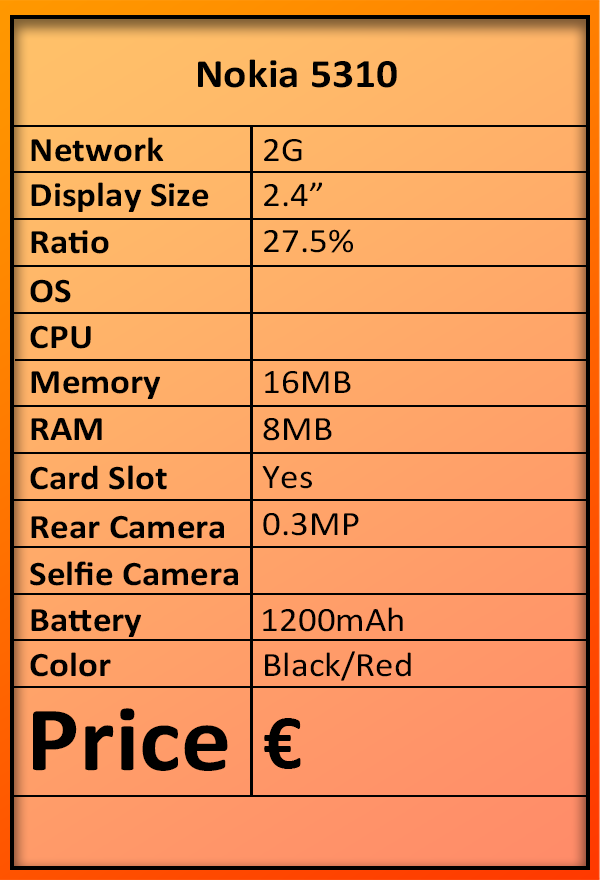 Nokia 5310
Network 2G
Display Size 2.4”
Ratio 27.5%
OS
CPU
Memory 16MB
RAM 8MB
Card Slot Yes
Rear Camera 0.3MP
Selfie Camera
Battery 1200mAh
Color Black/Red
Price €